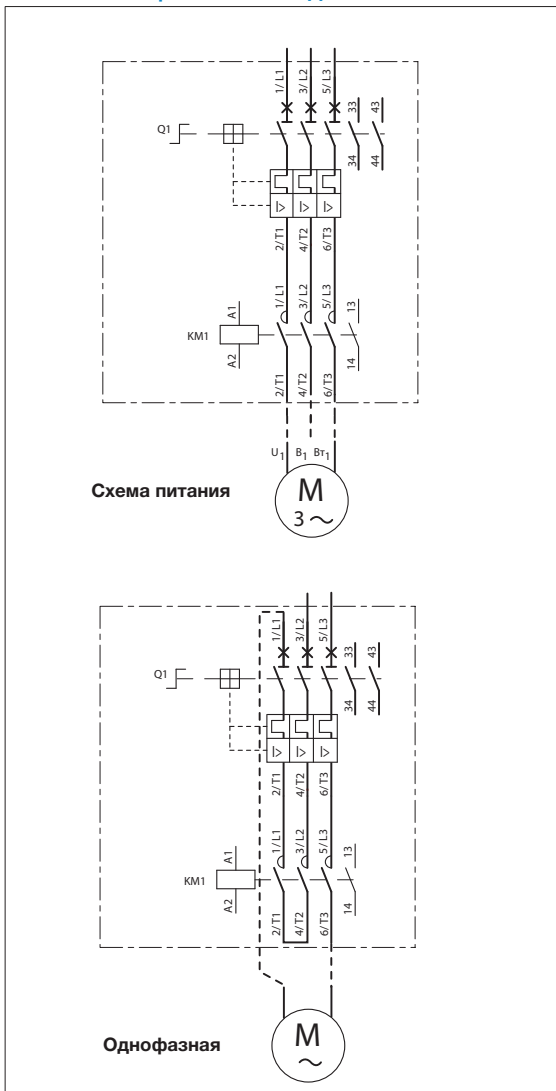 1/ L1 3/ L2 5/ L3
33 43
Q1
34 44
I> I> I>
2/ T1 4/ T2 6/ T3
1/ L1 3/ L2 5/ L3
13
A1
KM1
A2
14
2/ T1 4/ T2 6/ T3
U1 B1 Вт1
Схема питания
M
3 ~
1/ L1 3/ L2 5/ L3
33 43
Q1
34 44
I> I> I>
2/ T1 4/ T2 6/ T3
1/ L1 3/ L2 5/ L3
13
A1
KM1
A2
14
2/ T1 4/ T2 6/ T3
Однофазная
M
~